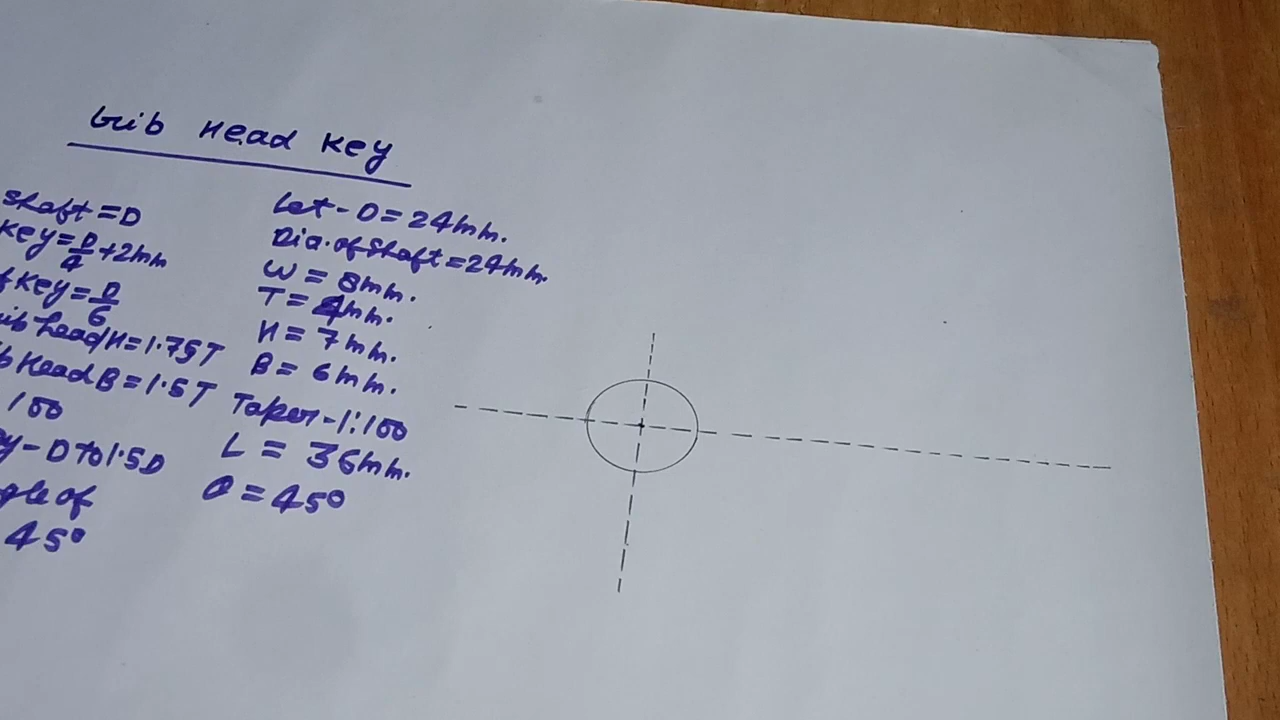 Gib Head Key
Shaft = D
Key = D/4 + 2mm
f Key = D/6
ib head H = 1.75T
b Head B = 1.5T
100
y - D to 1.5D
gle of
45°
Let - D = 24mm.
Dia. of Shaft = 24mm.
W = 8mm.
T = 4mm.
H = 7mm.
B = 6mm.
Taper - 1:100
L = 36mm.
θ = 45°